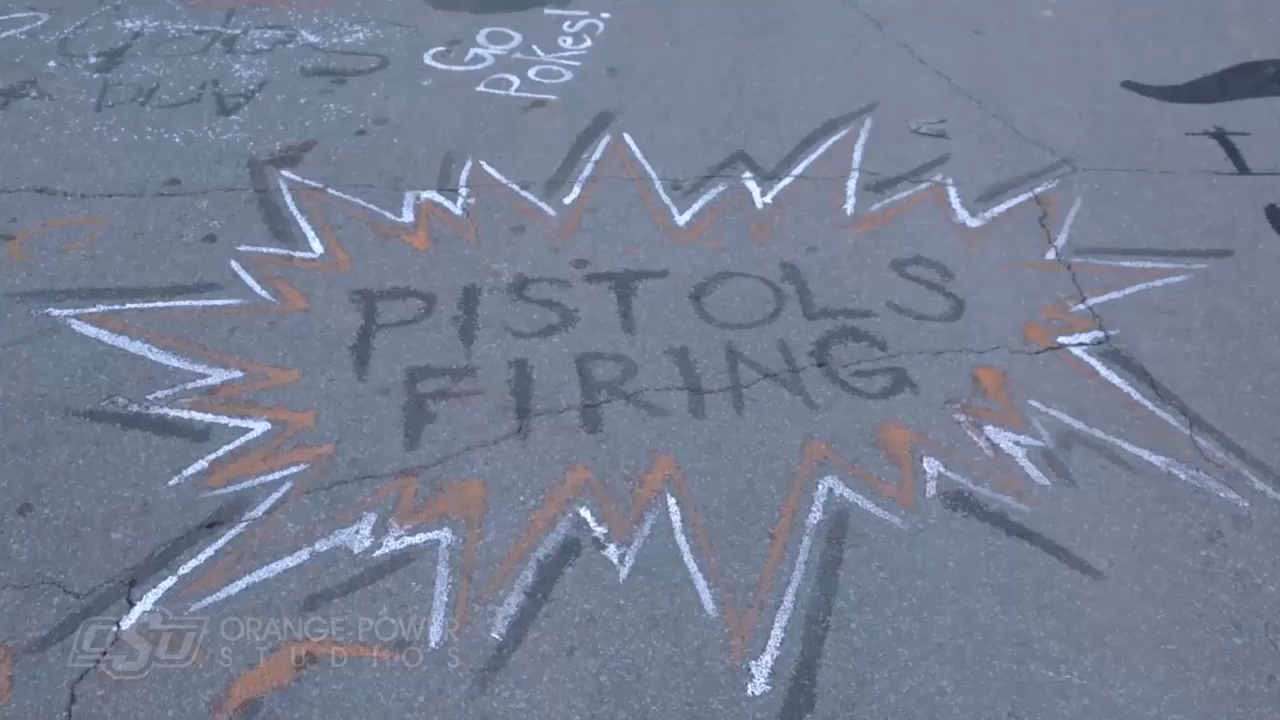 Go
Pokes!
PISTOLS
FIRING
OSU ORANGE POWER
STUDIOS